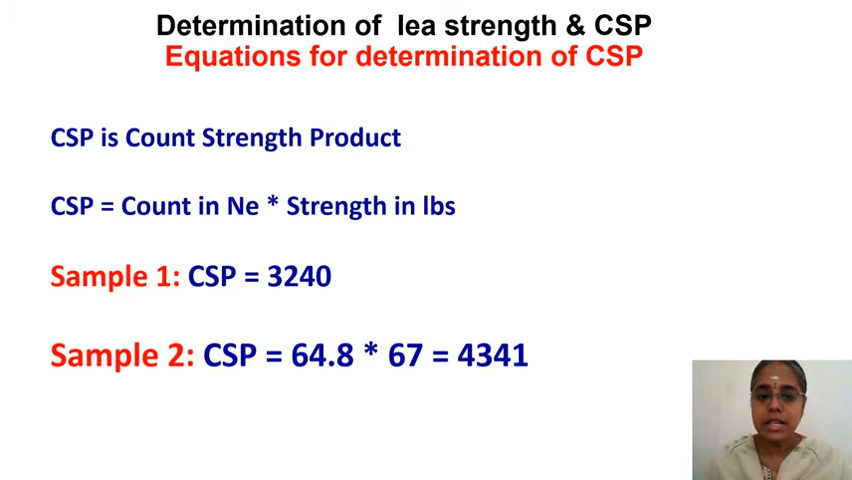 Determination of lea strength & CSP
Equations for determination of CSP
CSP is Count Strength Product
CSP = Count in Ne * Strength in lbs
Sample 1: CSP = 3240
Sample 2: CSP = 64.8 * 67 = 4341